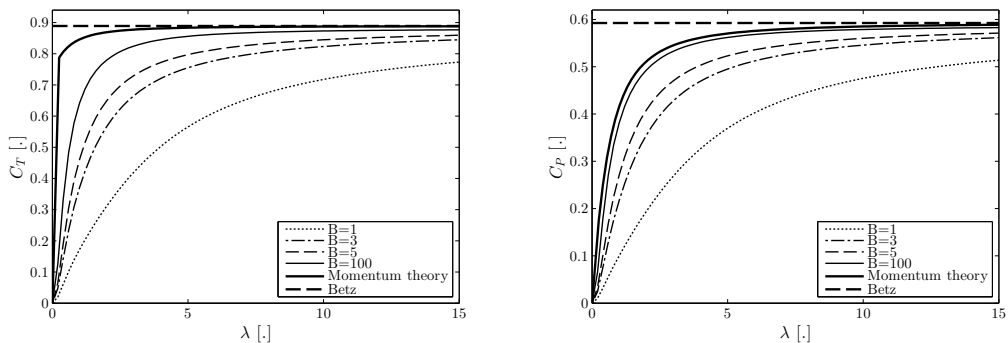 0.9
0.8
0.7
0.6
0.5
0.4
0.3
0.2
0.1
0
C_T [.]
0 5 10 15
λ [.]
B=1
B=3
B=5
B=100
Momentum theory
Betz
0.6
0.5
0.4
0.3
0.2
0.1
0
C_P [.]
0 5 10 15
λ [.]
B=1
B=3
B=5
B=100
Momentum theory
Betz